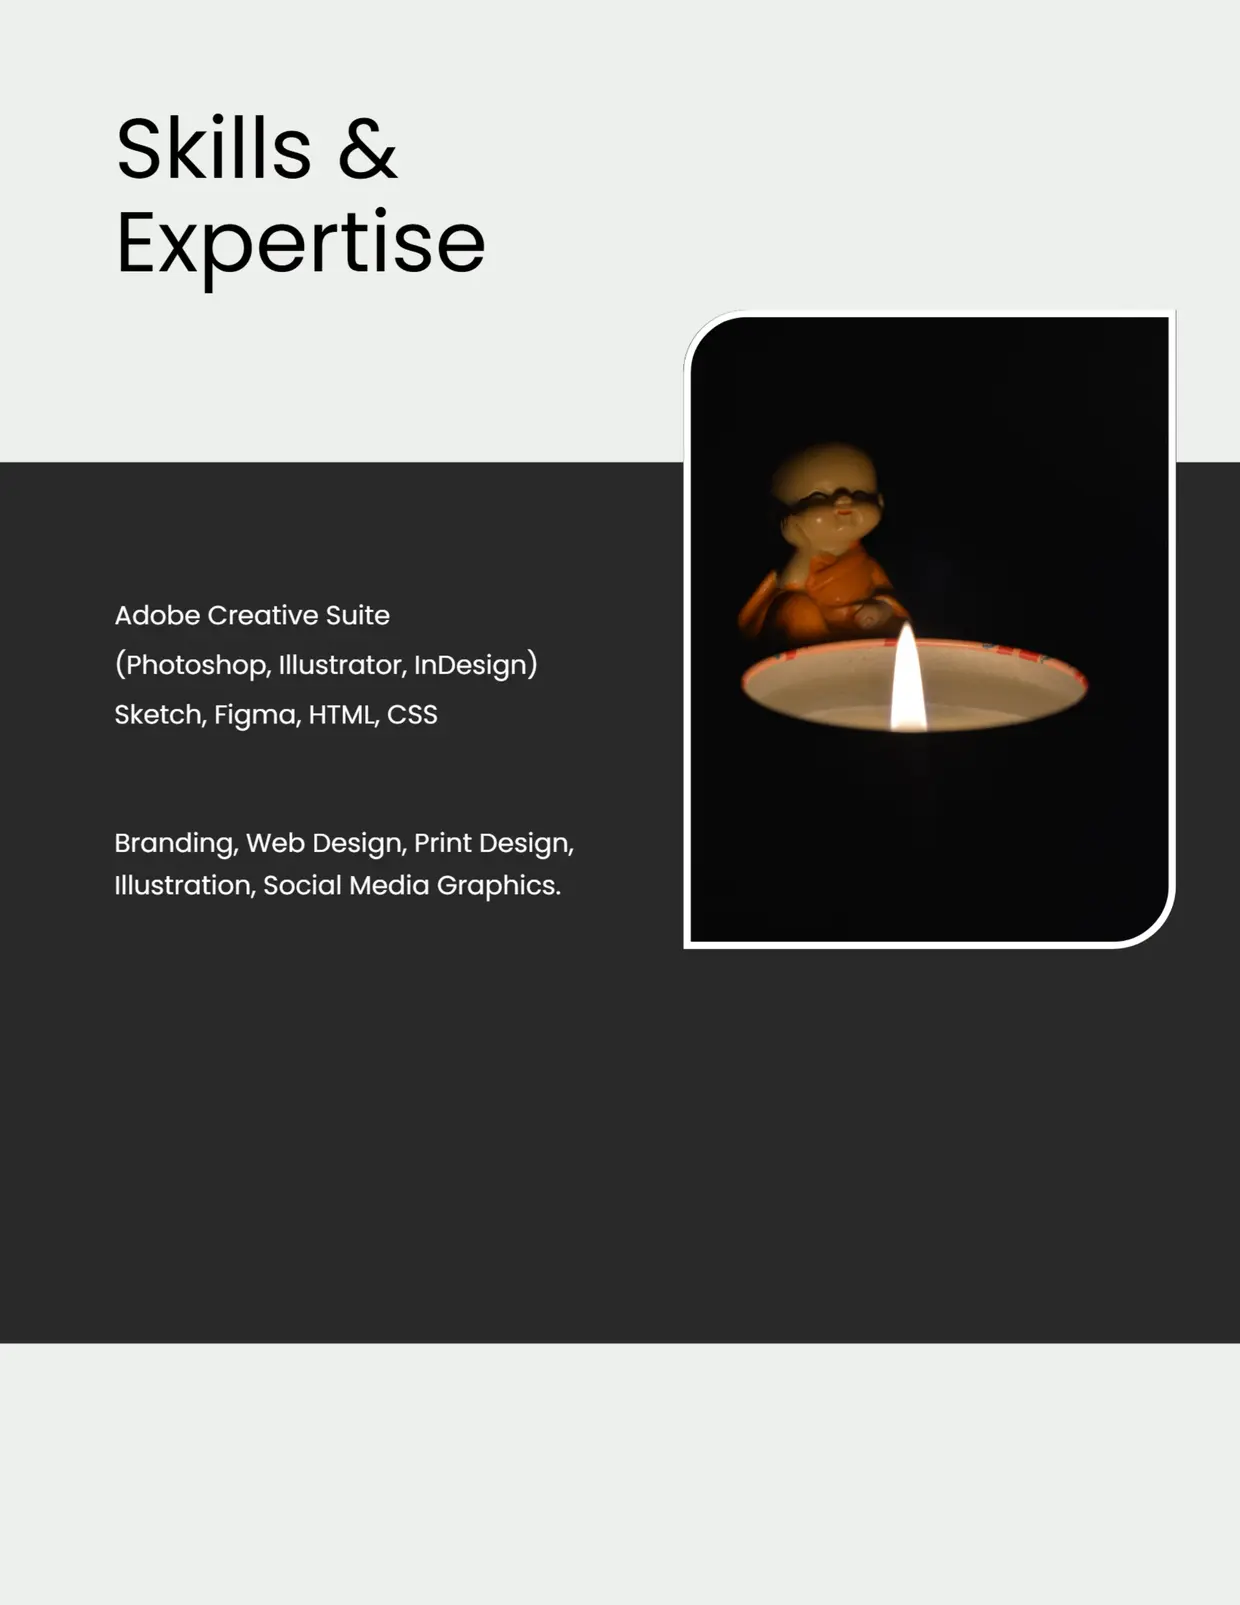 Skills &
Expertise
Adobe Creative Suite
(Photoshop, Illustrator, InDesign)
Sketch, Figma, HTML, CSS
Branding, Web Design, Print Design,
Illustration, Social Media Graphics.